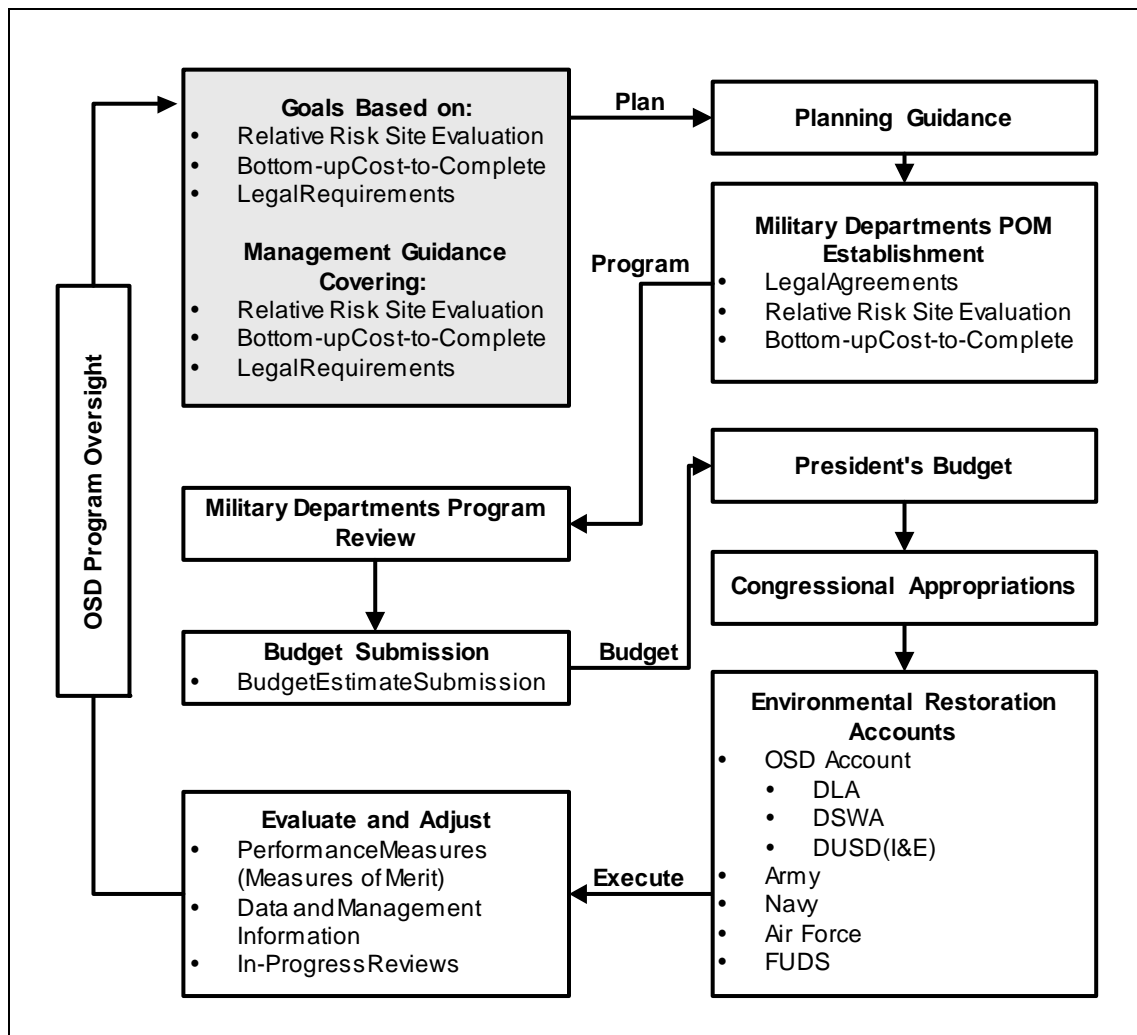 Goals Based on:
• Relative Risk Site Evaluation
• Bottom-upCost-to-Complete
• LegalRequirements
Management Guidance
Covering:
• Relative Risk Site Evaluation
• Bottom-upCost-to-Complete
• LegalRequirements
Plan
Planning Guidance
Military Departments POM
Establishment
• LegalAgreements
• Relative Risk Site Evaluation
• Bottom-upCost-to-Complete
Program
OSD Program Oversight
Military Departments Program
Review
Budget Submission
• BudgetEstimateSubmission
Budget
President's Budget
Congressional Appropriations
Environmental Restoration
Accounts
• OSD Account
• DLA
• DSWA
• DUSD(I&E)
• Army
• Navy
• Air Force
• FUDS
Execute
Evaluate and Adjust
• PerformanceMeasures
(Measures of Merit)
• Data and Management
Information
• In-ProgressReviews